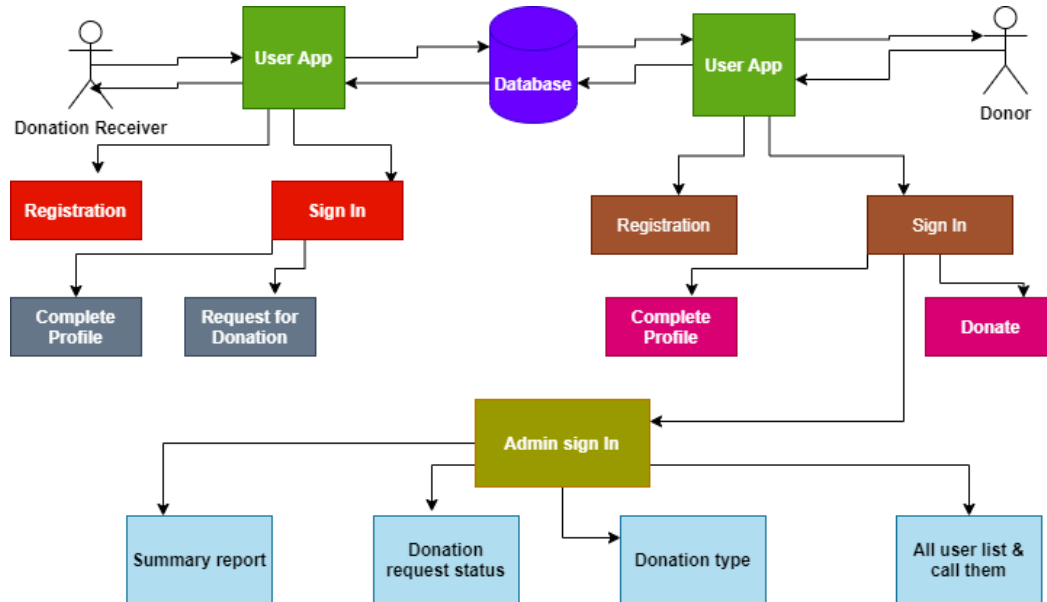 User App
Database
User App
Donation Receiver
Donor
Registration
Sign In
Registration
Sign In
Complete
Profile
Request for
Donation
Complete
Profile
Donate
Admin sign In
Summary report
Donation
request status
Donation type
All user list &
call them